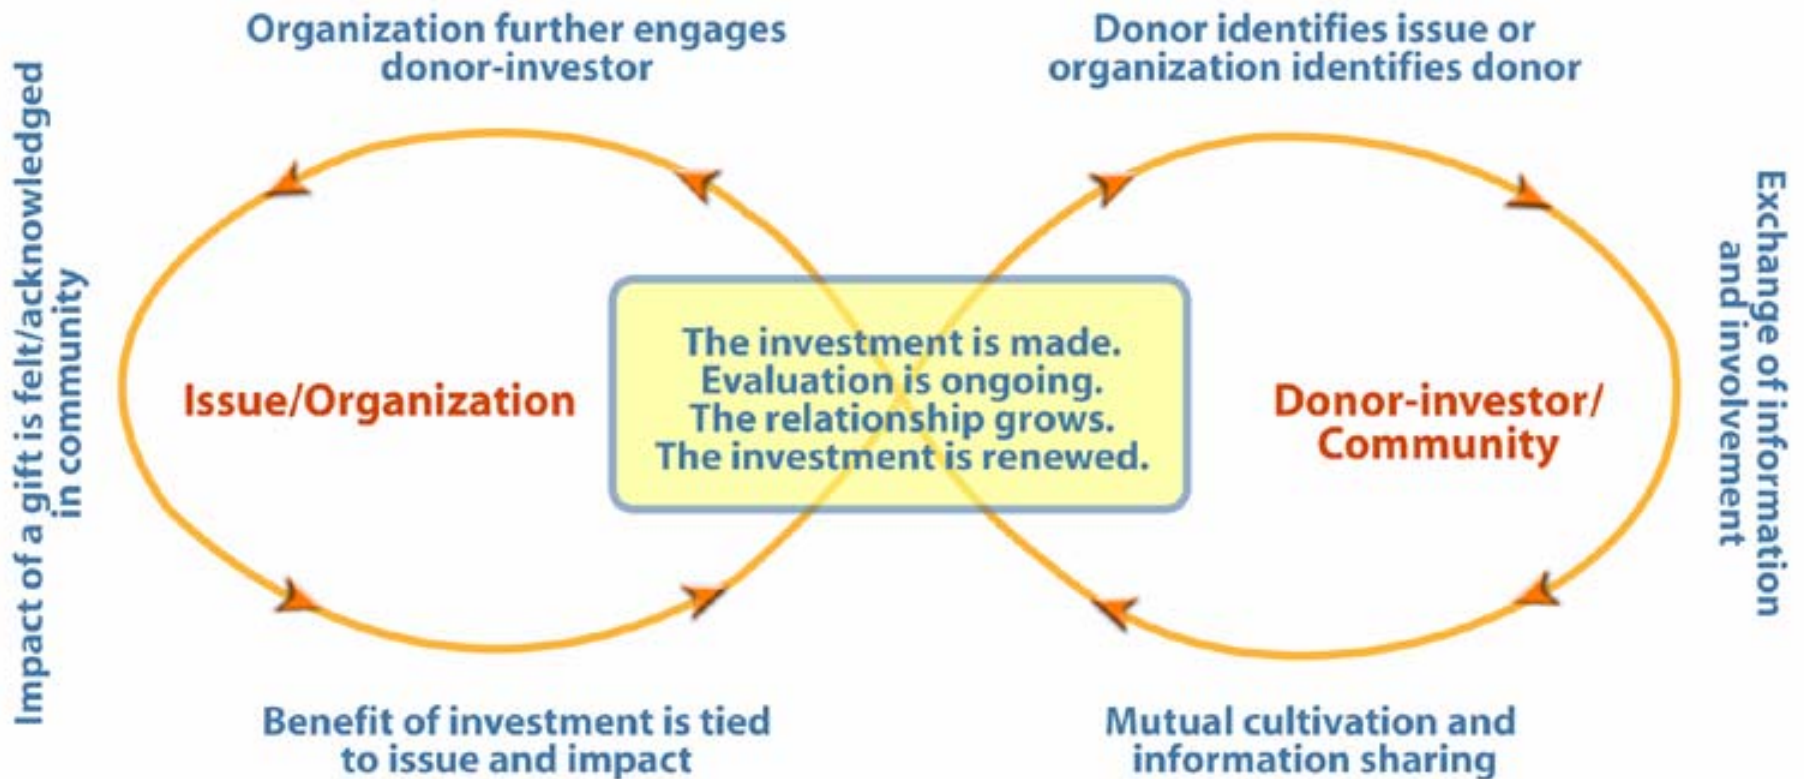 Organization further engages
donor-investor
Donor identifies issue or
organization identifies donor
Impact of a gift is felt/acknowledged
in community
Issue/Organization
The investment is made.
Evaluation is ongoing.
The relationship grows.
The investment is renewed.
Donor-investor/
Community
Exchange of information
and involvement
Benefit of investment is tied
to issue and impact
Mutual cultivation and
information sharing